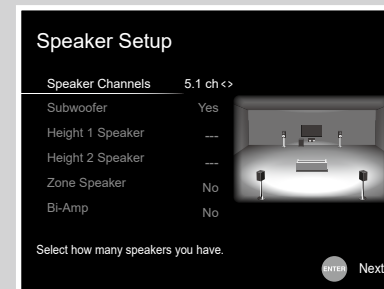 Speaker Setup
Speaker Channels 5.1 ch < >
Subwoofer Yes
Height 1 Speaker ---
Height 2 Speaker ---
Zone Speaker No
Bi-Amp No
Select how many speakers you have.
ENTER Next